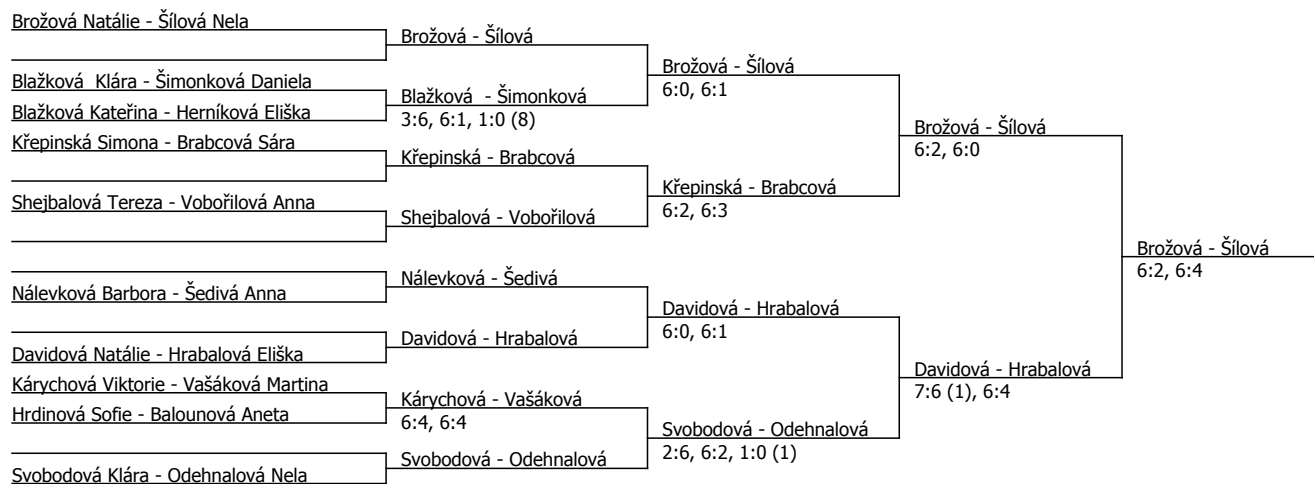 Brožová Natálie - Šílová Nela
Blažková  Klára - Šimonková Daniela
Blažková Kateřina - Herníková Eliška
Křepinská Simona - Brabcová Sára
Shejbalová Tereza - Vobořilová Anna
Nálevková Barbora - Šedivá Anna
Davidová Natálie - Hrabalová Eliška
Kárychová Viktorie - Vašáková Martina
Hrdinová Sofie - Balounová Aneta
Svobodová Klára - Odehnalová Nela
Brožová - Šílová
Blažková  - Šimonková
3:6, 6:1, 1:0 (8)
Křepinská - Brabcová
Shejbalová - Vobořilová
Nálevková - Šedivá
Davidová - Hrabalová
Kárychová - Vašáková
6:4, 6:4
Svobodová - Odehnalová
Brožová - Šílová
6:0, 6:1
Křepinská - Brabcová
6:2, 6:3
Davidová - Hrabalová
6:0, 6:1
Svobodová - Odehnalová
2:6, 6:2, 1:0 (1)
Brožová - Šílová
6:2, 6:0
Davidová - Hrabalová
7:6 (1), 6:4
Brožová - Šílová
6:2, 6:4